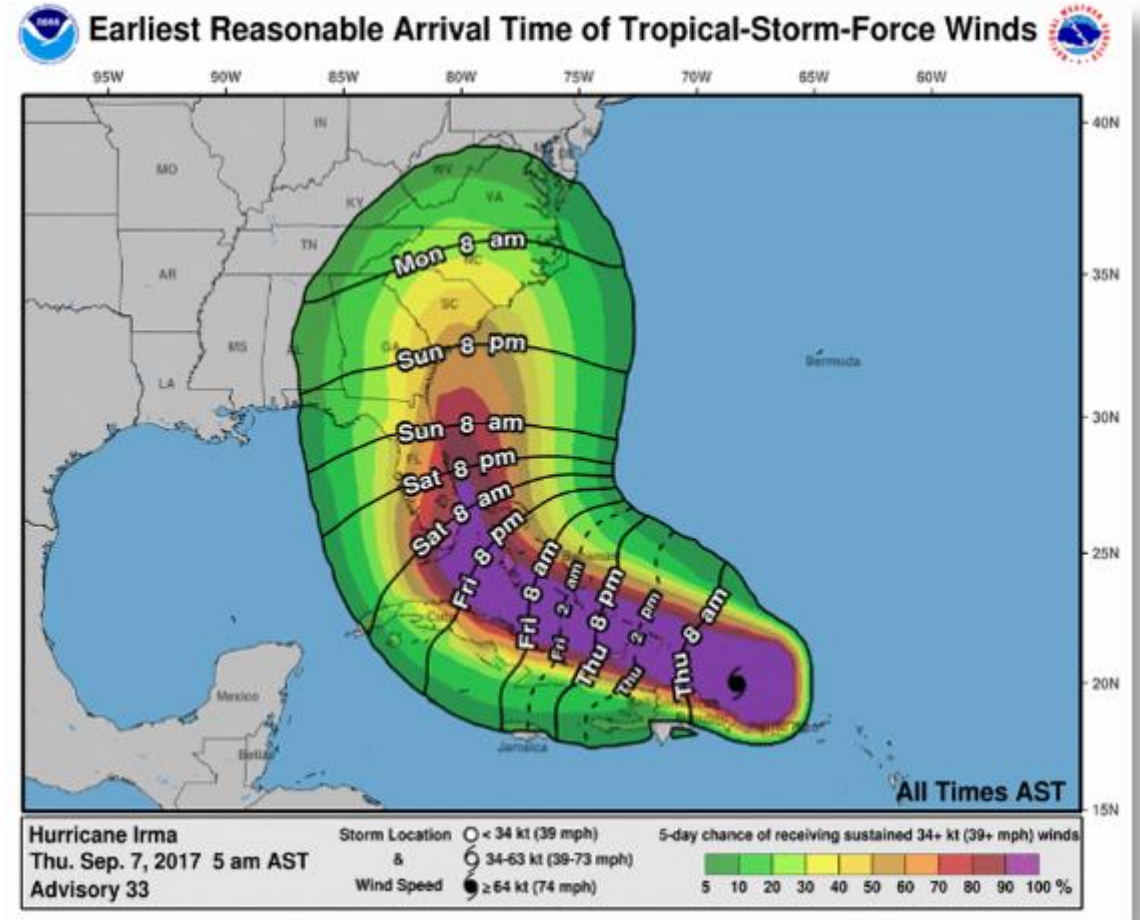 Earliest Reasonable Arrival Time of Tropical-Storm-Force Winds
95W 90W 85W 80W 75W 70W 65W 60W
40N
35N
30N
25N
20N
15N
IN
MO
WV
KY
VA
TN
NC
AR
SC
MS
AL
GA
LA
FL
Bermuda
Bahamas
Cuba
Mexico
Belize
Jamaica
Mon 8 am
Sun 8 pm
Sun 8 am
Sat 8 pm
Sat 8 am
Fri 8 pm
Fri 8 am
Fri 2 am
Thu 8 pm
Thu 2 pm
Thu 8 am
All Times AST
Hurricane Irma
Thu. Sep. 7, 2017 5 am AST
Advisory 33
Storm Location
&
Wind Speed
< 34 kt (39 mph)
34-63 kt (39-73 mph)
≥ 64 kt (74 mph)
5-day chance of receiving sustained 34+ kt (39+ mph) winds
5 10 20 30 40 50 60 70 80 90 100 %